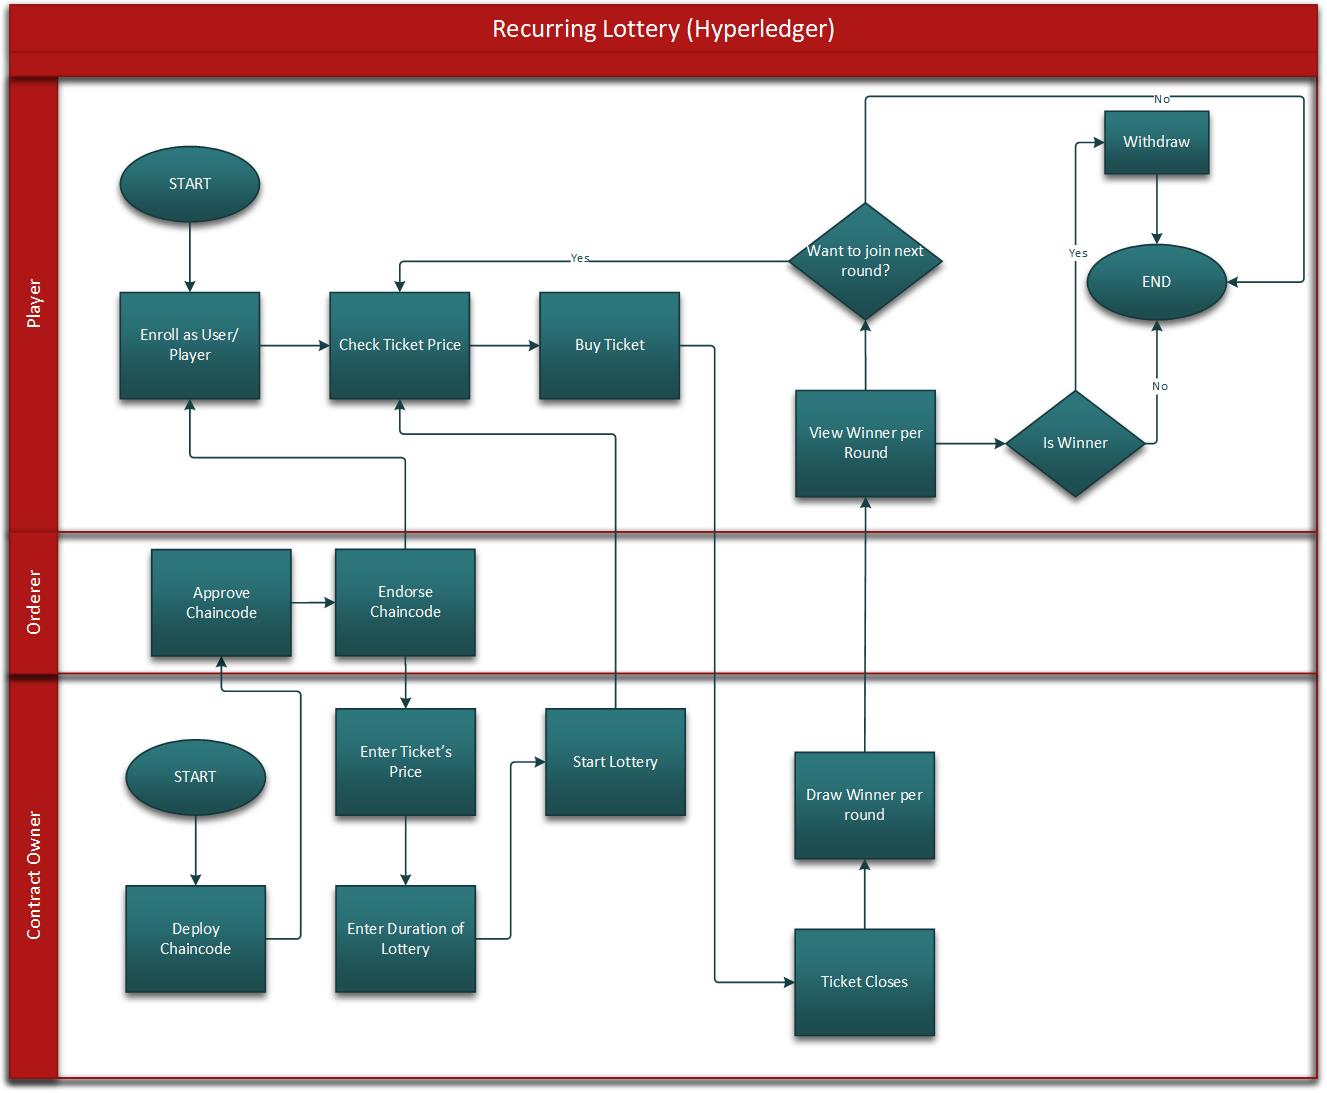 Recurring Lottery (Hyperledger)
Player
START
Enroll as User/
Player
Check Ticket Price
Buy Ticket
Yes
Want to join next
round?
No
Withdraw
Yes
END
No
View Winner per
Round
Is Winner
Orderer
Approve
Chaincode
Endorse
Chaincode
Contract Owner
START
Deploy
Chaincode
Enter Ticket’s
Price
Enter Duration of
Lottery
Start Lottery
Draw Winner per
round
Ticket Closes